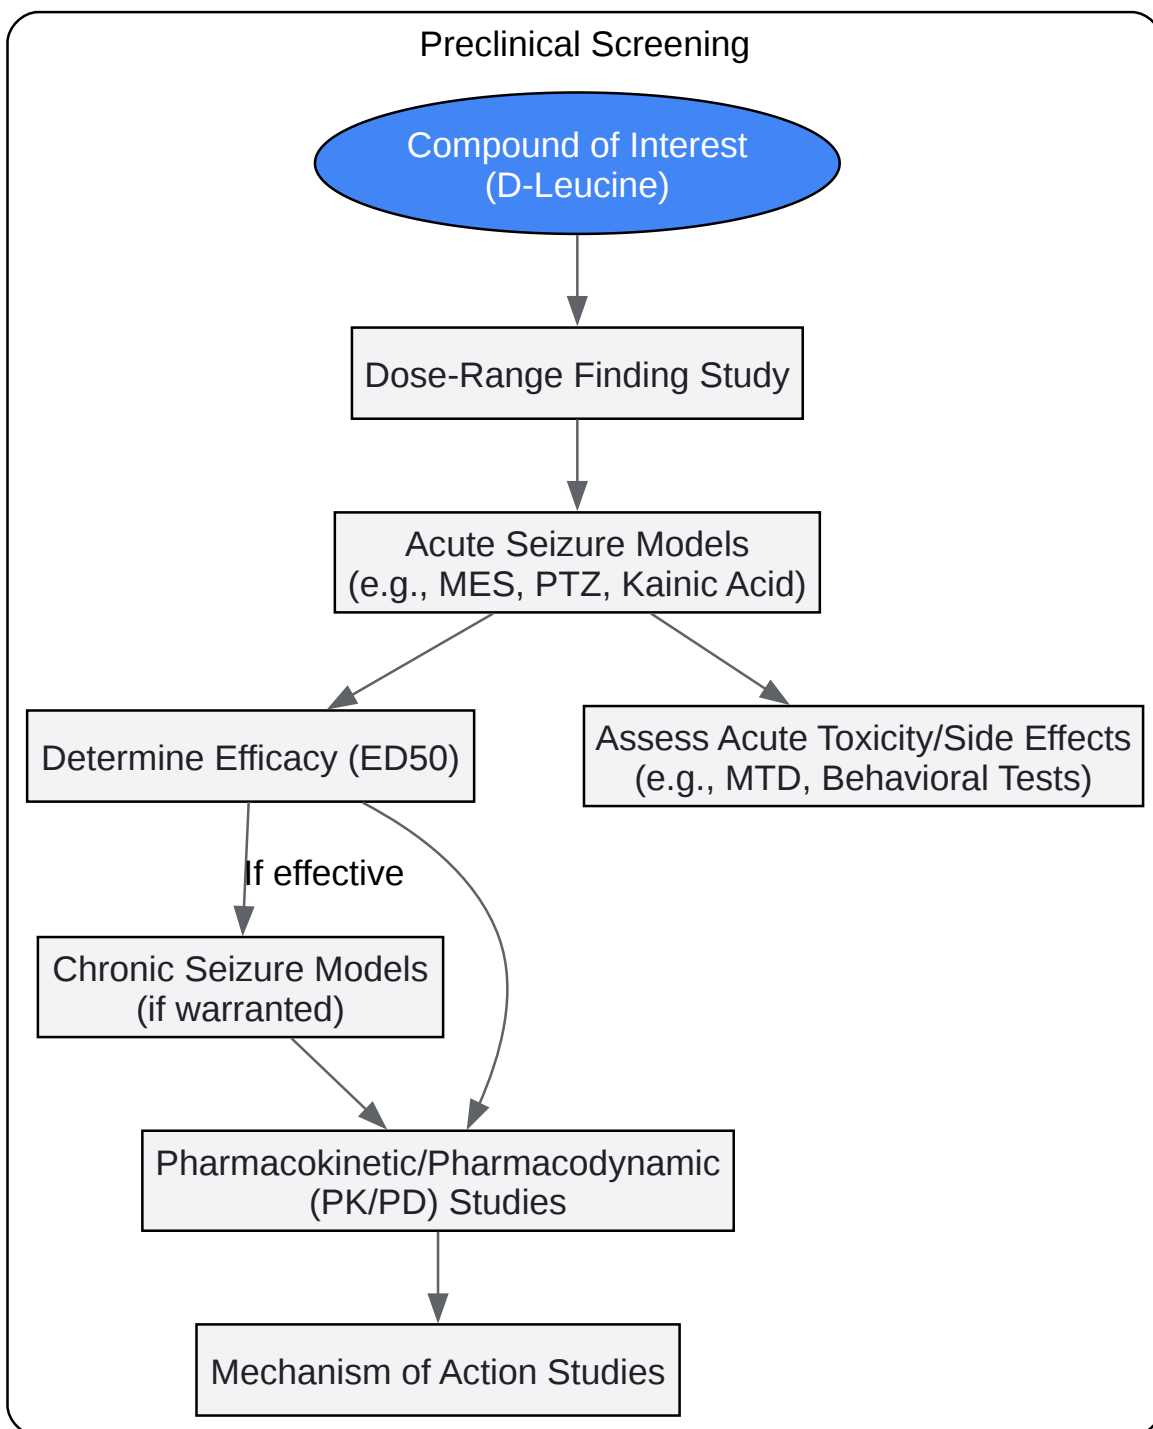 Preclinical Screening
Compound of Interest
(D-Leucine)
Dose-Range Finding Study
Acute Seizure Models
(e.g., MES, PTZ, Kainic Acid)
Determine Efficacy (ED50)
Assess Acute Toxicity/Side Effects
(e.g., MTD, Behavioral Tests)
If effective
Chronic Seizure Models
(if warranted)
Pharmacokinetic/Pharmacodynamic
(PK/PD) Studies
Mechanism of Action Studies